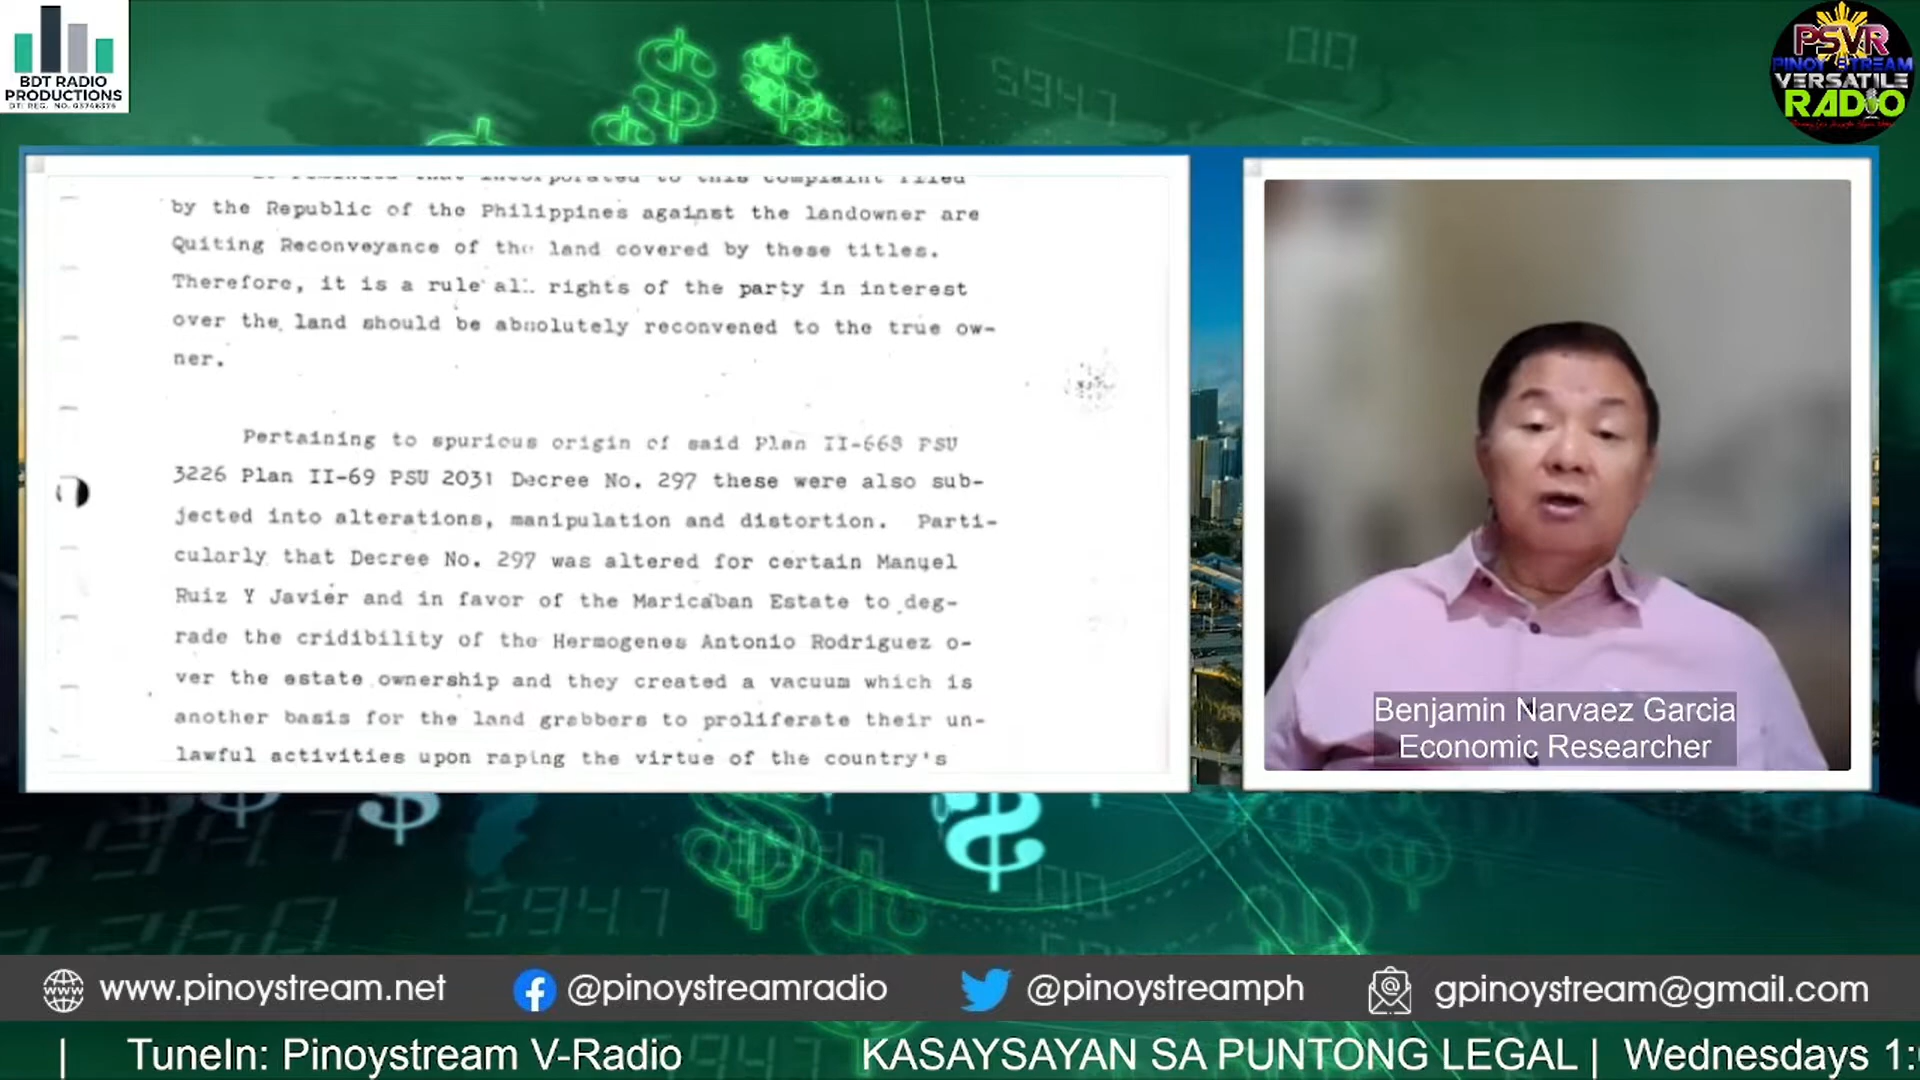 BDT RADIO
PRODUCTIONS
PSVR
PINOY STREAM
VERSATILE
RADIO
incorporated to this complaint filed
by the Republic of the Philippines against the landowner are
Quiting Reconveyance of the land covered by these titles.
Therefore, it is a rule all rights of the party in interest
over the land should be absolutely reconvened to the true ow-
ner.
Pertaining to spurious origin of said Plan II-668 PSU
3226 Plan II-69 PSU 2031 Decree No. 297 these were also sub-
jected into alterations, manipulation and distortion. Parti-
cularly that Decree No. 297 was altered for certain Manuel
Ruiz Y Javier and in favor of the Maricaban Estate to deg-
rade the cridibility of the Hermogenes Antonio Rodriguez o-
ver the estate ownership and they created a vacuum which is
another basis for the land grabbers to proliferate their un-
lawful activities upon raping the virtue of the country's
Benjamin Narvaez Garcia
Economic Researcher
www.pinoystream.net
@pinoystreamradio
@pinoystreamph
gpinoystream@gmail.com
| TuneIn: Pinoystream V-Radio KASAYSAYAN SA PUNTONG LEGAL | Wednesdays 1: